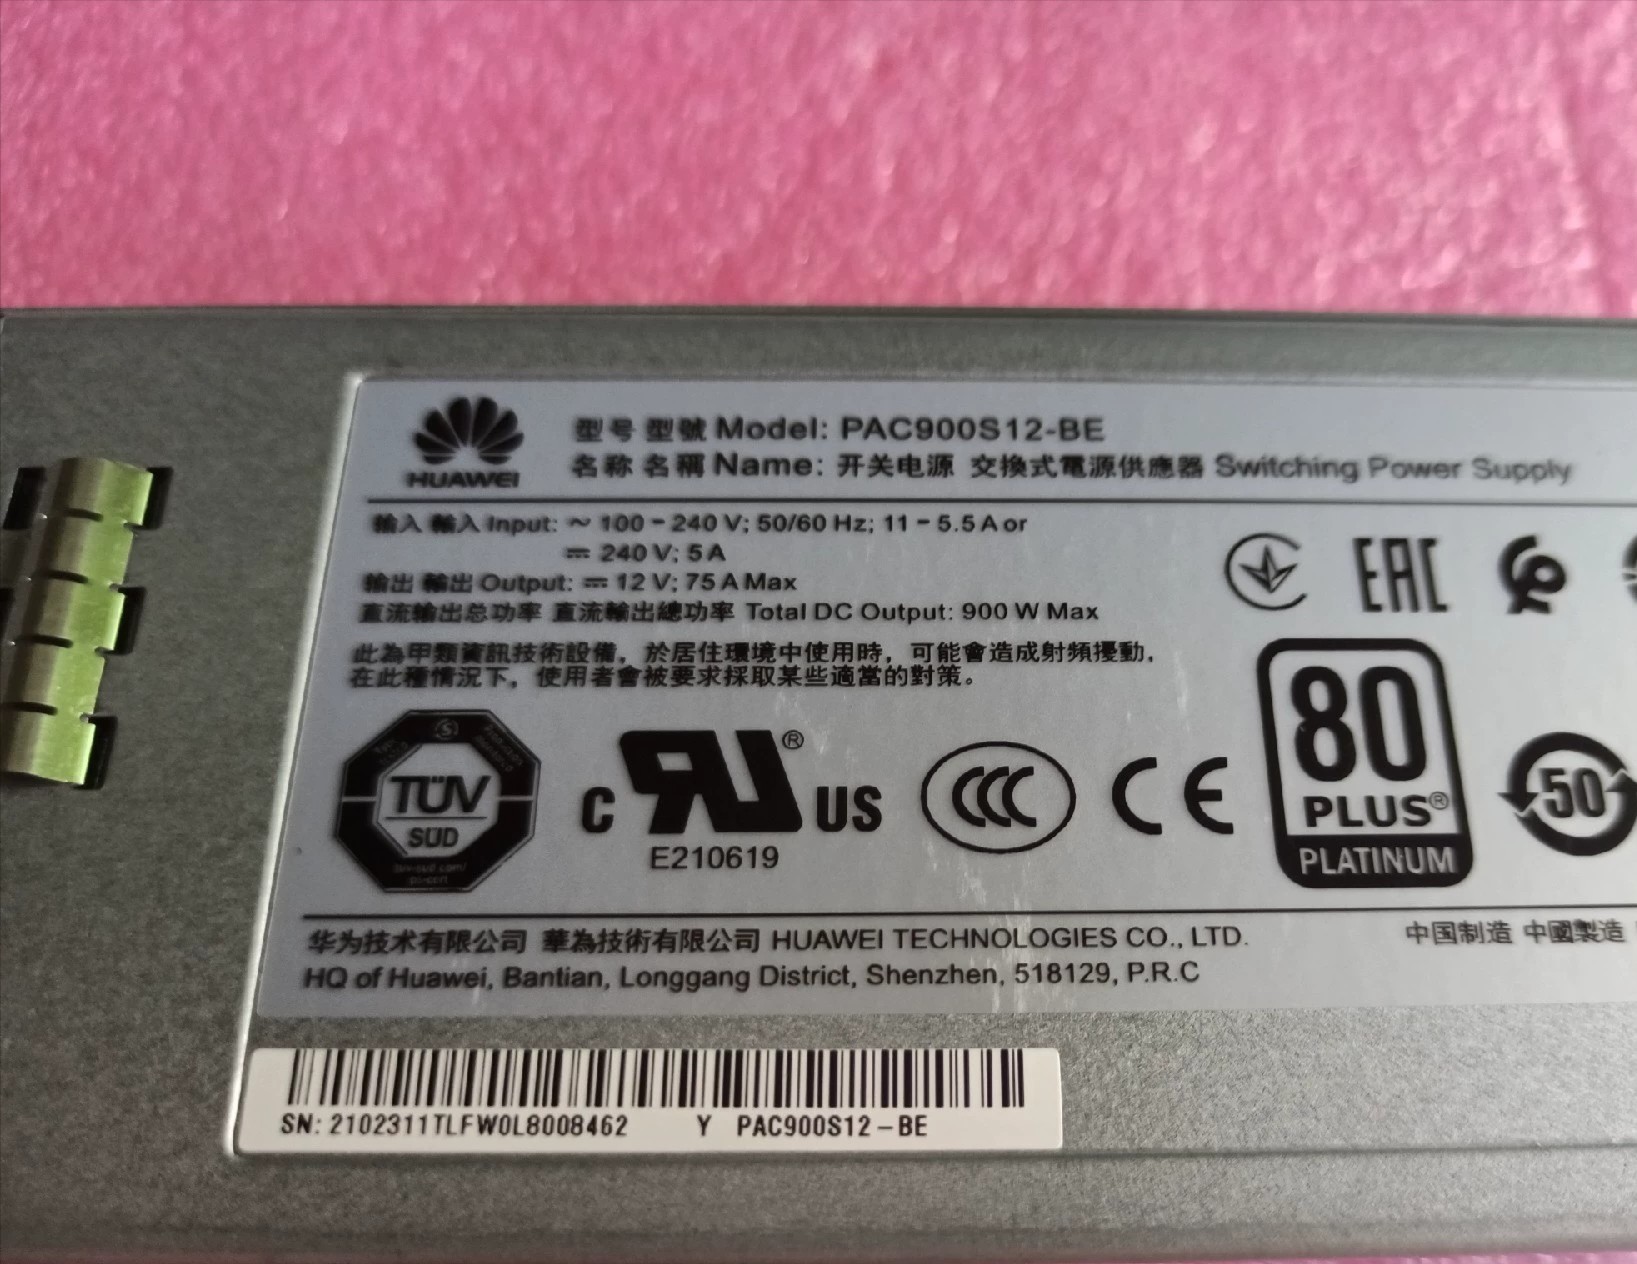 HUAWEI
型号 型號 Model: PAC900S12-BE
名称 名稱 Name: 开关电源 交換式電源供應器 Switching Power Supply
输入 輸入 Input: ~ 100-240 V; 50/60 Hz; 11-5.5 A or
⎓ 240 V; 5 A
输出 輸出 Output: ⎓ 12 V; 75 A Max
直流输出总功率 直流輸出總功率 Total DC Output: 900 W Max
此為甲類資訊技術設備，於居住環境中使用時，可能會造成射頻擾動，
在此種情況下，使用者會被要求採取某些適當的對策。
EAC
TÜV
SÜD
C RU® US
E210619
CCC
CE
80
PLUS®
PLATINUM
50
华为技术有限公司 華為技術有限公司 HUAWEI TECHNOLOGIES CO., LTD.
HQ of Huawei, Bantian, Longgang District, Shenzhen, 518129, P.R.C
中国制造 中國製造
SN: 2102311TLFW0L8008462 Y PAC900S12-BE